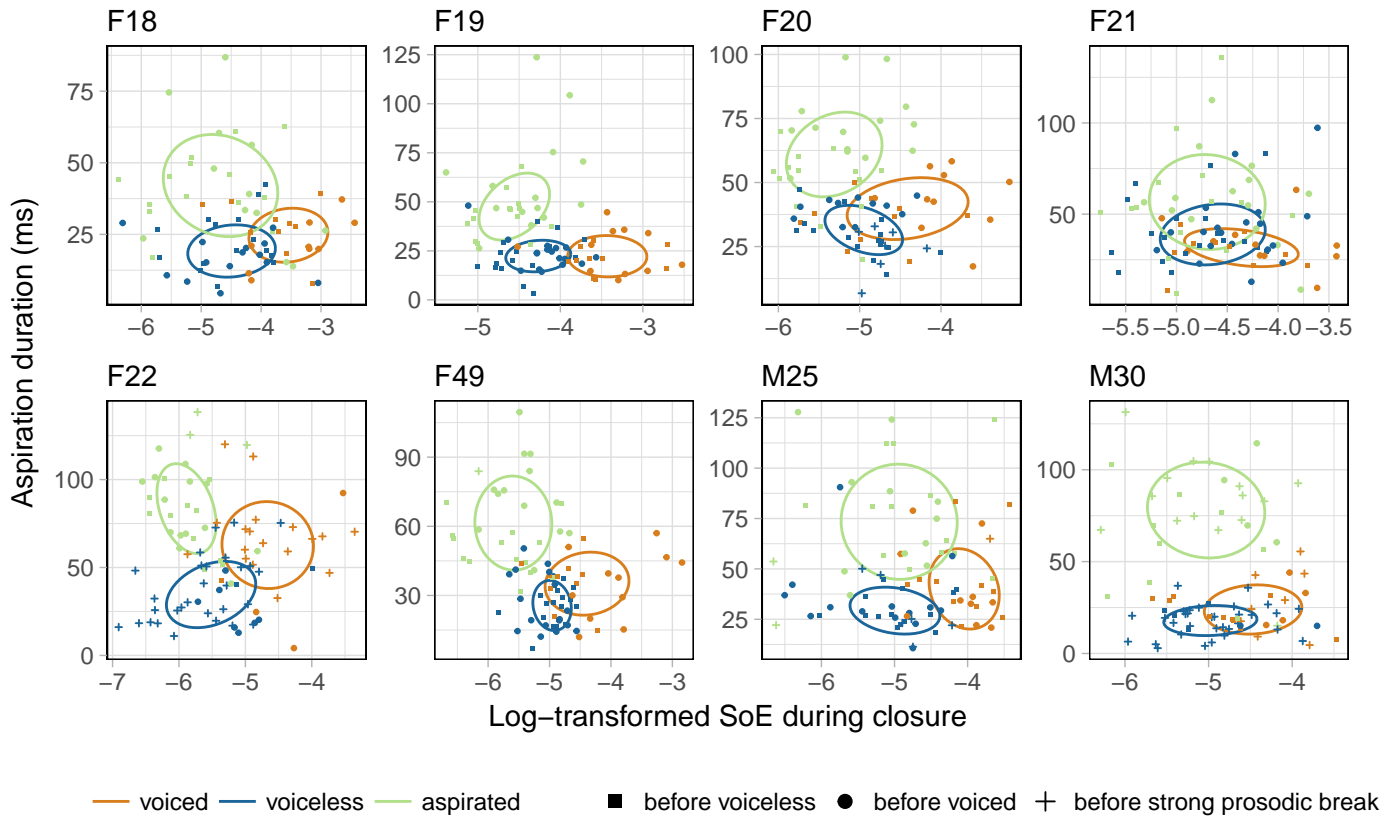 F18 F19 F20 F21
75
50
25
−6 −5 −4 −3
125
100
75
50
25
0
−5 −4 −3
100
75
50
25
−6 −5 −4
100
50
−5.5 −5.0 −4.5 −4.0 −3.5
Aspiration duration (ms)
F22 F49 M25 M30
100
50
0
−7 −6 −5 −4
90
60
30
−6 −5 −4 −3
125
100
75
50
25
−6 −5 −4
100
50
0
−6 −5 −4
Log−transformed SoE during closure
voiced voiceless aspirated before voiceless before voiced before strong prosodic break